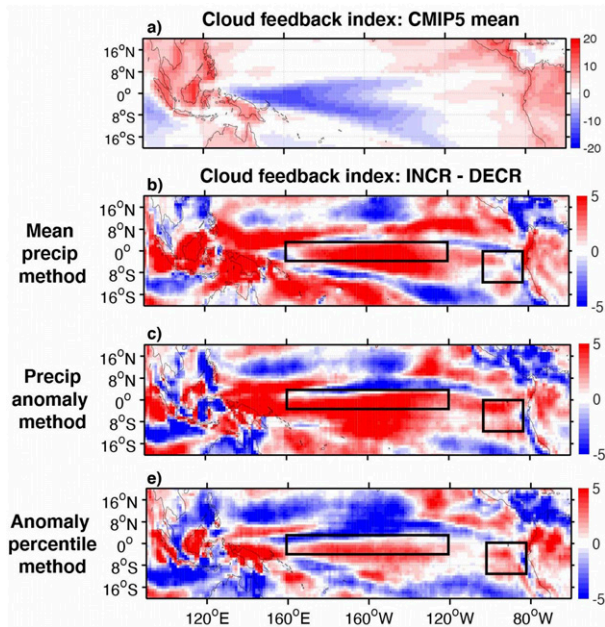 Cloud feedback index: CMIP5 mean
a)
16°N
8°N
0°
8°S
16°S
20
10
0
-10
-20
Cloud feedback index: INCR - DECR
b)
Mean
precip
method
16°N
8°N
0°
8°S
16°S
5
0
-5
c)
Precip
anomaly
method
16°N
8°N
0°
8°S
16°S
5
0
-5
e)
Anomaly
percentile
method
16°N
8°N
0°
8°S
16°S
5
0
-5
120°E 160°E 160°W 120°W 80°W